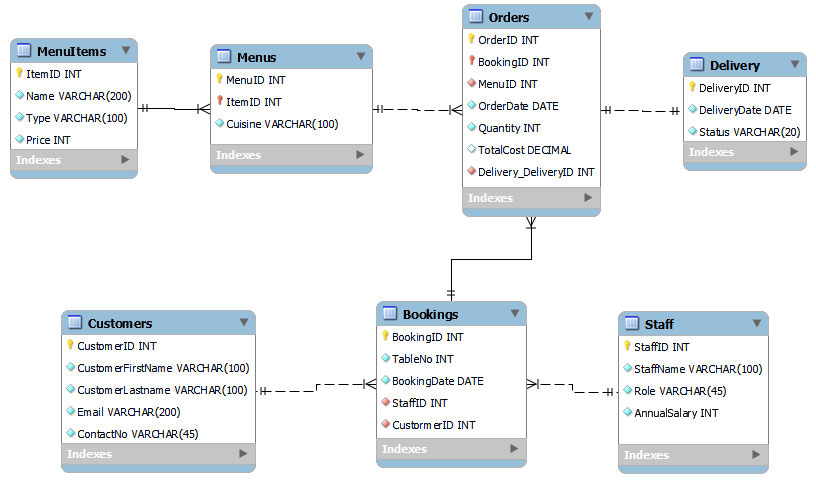 MenuItems
ItemID INT
Name VARCHAR(200)
Type VARCHAR(100)
Price INT
Indexes
Menus
MenuID INT
ItemID INT
Cuisine VARCHAR(100)
Indexes
Orders
OrderID INT
BookingID INT
MenuID INT
OrderDate DATE
Quantity INT
TotalCost DECIMAL
Delivery_DeliveryID INT
Indexes
Delivery
DeliveryID INT
DeliveryDate DATE
Status VARCHAR(20)
Indexes
Customers
CustomerID INT
CustomerFirstName VARCHAR(100)
CustomerLastname VARCHAR(100)
Email VARCHAR(200)
ContactNo VARCHAR(45)
Indexes
Bookings
BookingID INT
TableNo INT
BookingDate DATE
StaffID INT
CustormerID INT
Indexes
Staff
StaffID INT
StaffName VARCHAR(100)
Role VARCHAR(45)
AnnualSalary INT
Indexes